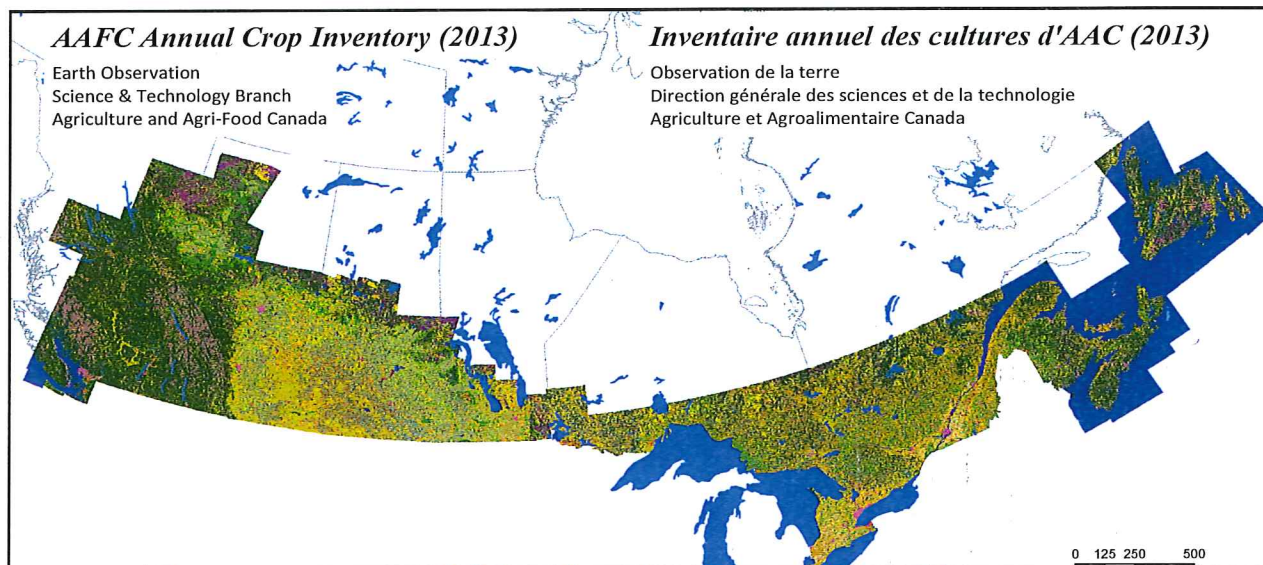 AAFC Annual Crop Inventory (2013)
Earth Observation
Science & Technology Branch
Agriculture and Agri-Food Canada
Inventaire annuel des cultures d'AAC (2013)
Observation de la terre
Direction générale des sciences et de la technologie
Agriculture et Agroalimentaire Canada
0 125 250 500